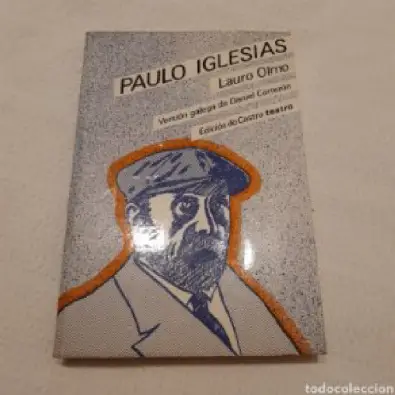 PAULO IGLESIAS
Lauro Olmo
Versión galega de Daniel Cortezón
Edición do Castro teatro
todocoleccion